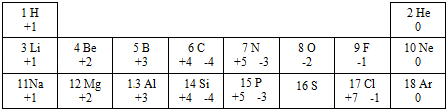 1 H 2 He
+1 0
3 Li 4 Be 5 B 6 C 7 N 8 O 9 F 10 Ne
+1 +2 +3 +4 -4 +5 -3 -2 -1 0
11Na 12 Mg 1.3 Al 14 Si 15 P 16 S 17 Cl 18 Ar
+1 +2 +3 +4 -4 +5 -3 +7 -1 0